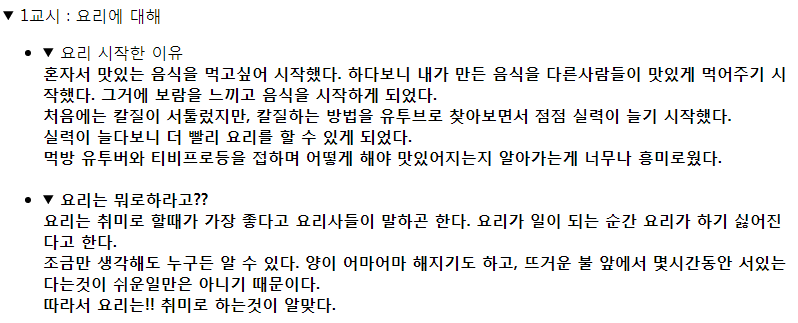 ▼ 1교시 : 요리에 대해
• ▼ 요리 시작한 이유
혼자서 맛있는 음식을 먹고싶어 시작했다. 하다보니 내가 만든 음식을 다른사람들이 맛있게 먹어주기 시
작했다. 그거에 보람을 느끼고 음식을 시작하게 되었다.
처음에는 칼질이 서툴렀지만, 칼질하는 방법을 유투브로 찾아보면서 점점 실력이 늘기 시작했다.
실력이 늘다보니 더 빨리 요리를 할 수 있게 되었다.
먹방 유투버와 티비프로등을 접하며 어떻게 해야 맛있어지는지 알아가는게 너무나 흥미로웠다.
• ▼ 요리는 뭐로하라고??
요리는 취미로 할때가 가장 좋다고 요리사들이 말하곤 한다. 요리가 일이 되는 순간 요리가 하기 싫어진
다고 한다.
조금만 생각해도 누구든 알 수 있다. 양이 어마어마 해지기도 하고, 뜨거운 불 앞에서 몇시간동안 서있는
다는것이 쉬운일만은 아니기 때문이다.
따라서 요리는!! 취미로 하는것이 알맞다.